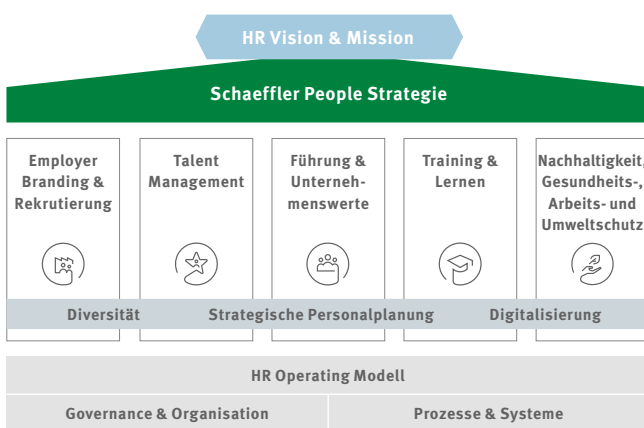 HR Vision & Mission
Schaeffler People Strategie
Employer
Branding &
Rekrutierung
Talent
Management
Führung &
Unterneh-
menswerte
Training &
Lernen
Nachhaltigkeit,
Gesundheits-,
Arbeits- und
Umweltschutz
Diversität
Strategische Personalplanung
Digitalisierung
HR Operating Modell
Governance & Organisation
Prozesse & Systeme